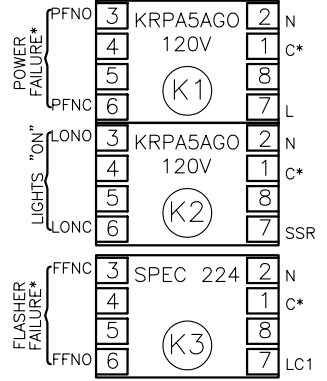 PFNO 3 KRPA5AGO 2 N
4 120V 1 C*
POWER FAILURE*
5 8
PFNC 6 K1 7 L
LONO 3 KRPA5AGO 2 N
4 120V 1 C*
LIGHTS "ON"
5 8
LONC 6 K2 7 SSR
FFNC 3 SPEC 224 2 N
4 1 C*
FLASHER FAILURE*
5 8
FFNO 6 K3 7 LC1